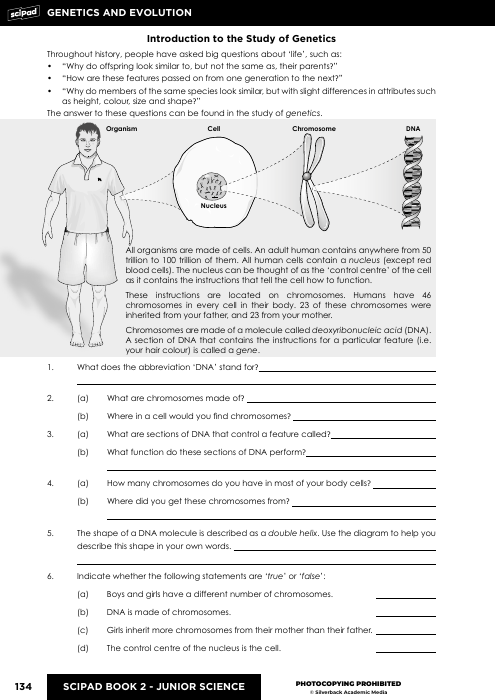 scipad GENETICS AND EVOLUTION
Introduction to the Study of Genetics
Throughout history, people have asked big questions about ‘life’, such as:
• “Why do offspring look similar to, but not the same as, their parents?”
• “How are these features passed on from one generation to the next?”
• “Why do members of the same species look similar, but with slight differences in attributes such
as height, colour, size and shape?”
The answer to these questions can be found in the study of genetics.
Organism Cell Chromosome DNA
Nucleus
All organisms are made of cells. An adult human contains anywhere from 50
trillion to 100 trillion of them. All human cells contain a nucleus (except red
blood cells). The nucleus can be thought of as the ‘control centre’ of the cell
as it contains the instructions that tell the cell how to function.
These instructions are located on chromosomes. Humans have 46
chromosomes in every cell in their body. 23 of these chromosomes were
inherited from your father, and 23 from your mother.
Chromosomes are made of a molecule called deoxyribonucleic acid (DNA).
A section of DNA that contains the instructions for a particular feature (i.e.
your hair colour) is called a gene.
1. What does the abbreviation ‘DNA’ stand for?
2. (a) What are chromosomes made of?
(b) Where in a cell would you find chromosomes?
3. (a) What are sections of DNA that control a feature called?
(b) What function do these sections of DNA perform?
4. (a) How many chromosomes do you have in most of your body cells?
(b) Where did you get these chromosomes from?
5. The shape of a DNA molecule is described as a double helix. Use the diagram to help you
describe this shape in your own words.
6. Indicate whether the following statements are ‘true’ or ‘false’:
(a) Boys and girls have a different number of chromosomes.
(b) DNA is made of chromosomes.
(c) Girls inherit more chromosomes from their mother than their father.
(d) The control centre of the nucleus is the cell.
134 SCIPAD BOOK 2 - JUNIOR SCIENCE PHOTOCOPYING PROHIBITED
© Silverback Academic Media